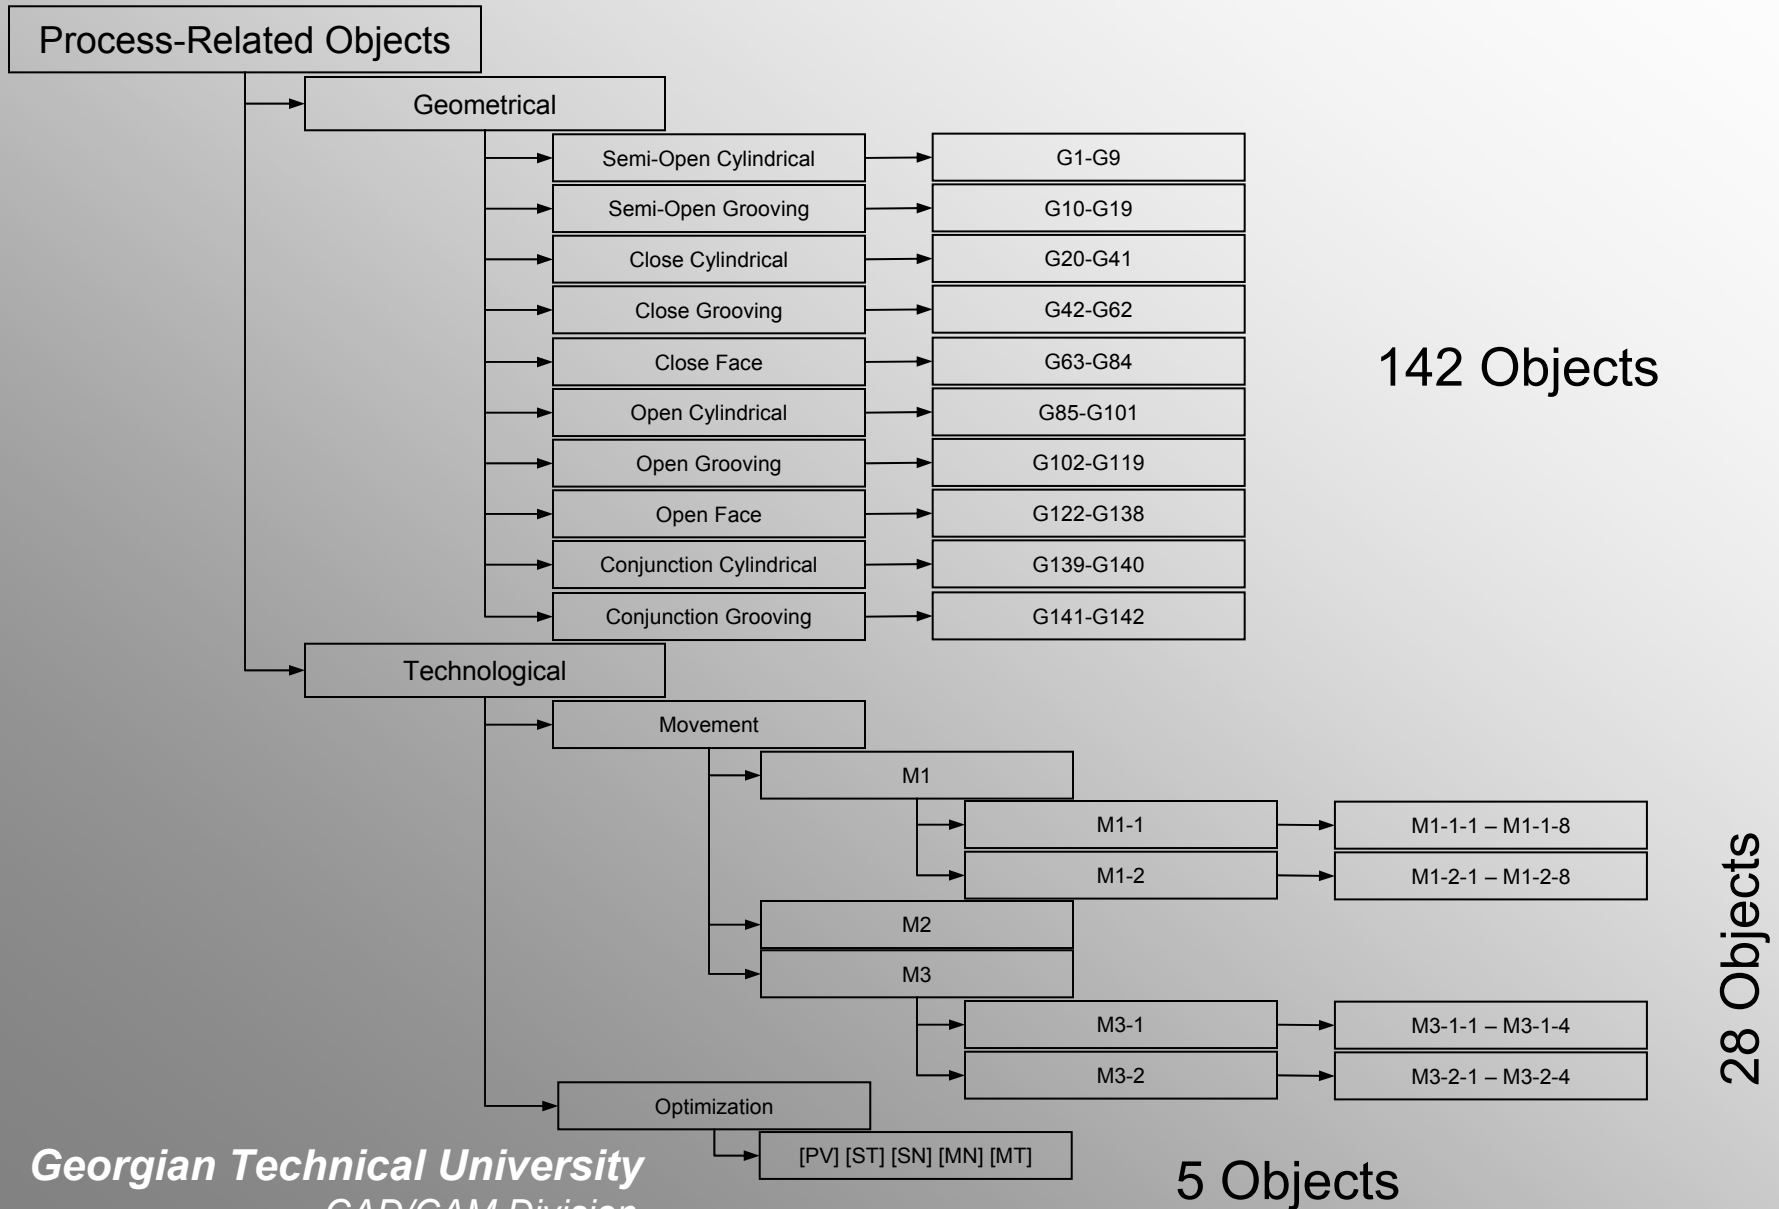 Process-Related Objects
Geometrical
Semi-Open Cylindrical
G1-G9
Semi-Open Grooving
G10-G19
Close Cylindrical
G20-G41
Close Grooving
G42-G62
Close Face
G63-G84
Open Cylindrical
G85-G101
Open Grooving
G102-G119
Open Face
G122-G138
Conjunction Cylindrical
G139-G140
Conjunction Grooving
G141-G142
142 Objects
Technological
Movement
M1
M1-1
M1-1-1 – M1-1-8
M1-2
M1-2-1 – M1-2-8
M2
M3
M3-1
M3-1-1 – M3-1-4
M3-2
M3-2-1 – M3-2-4
28 Objects
Optimization
[PV] [ST] [SN] [MN] [MT]
5 Objects
Georgian Technical University
CAD/CAM Division